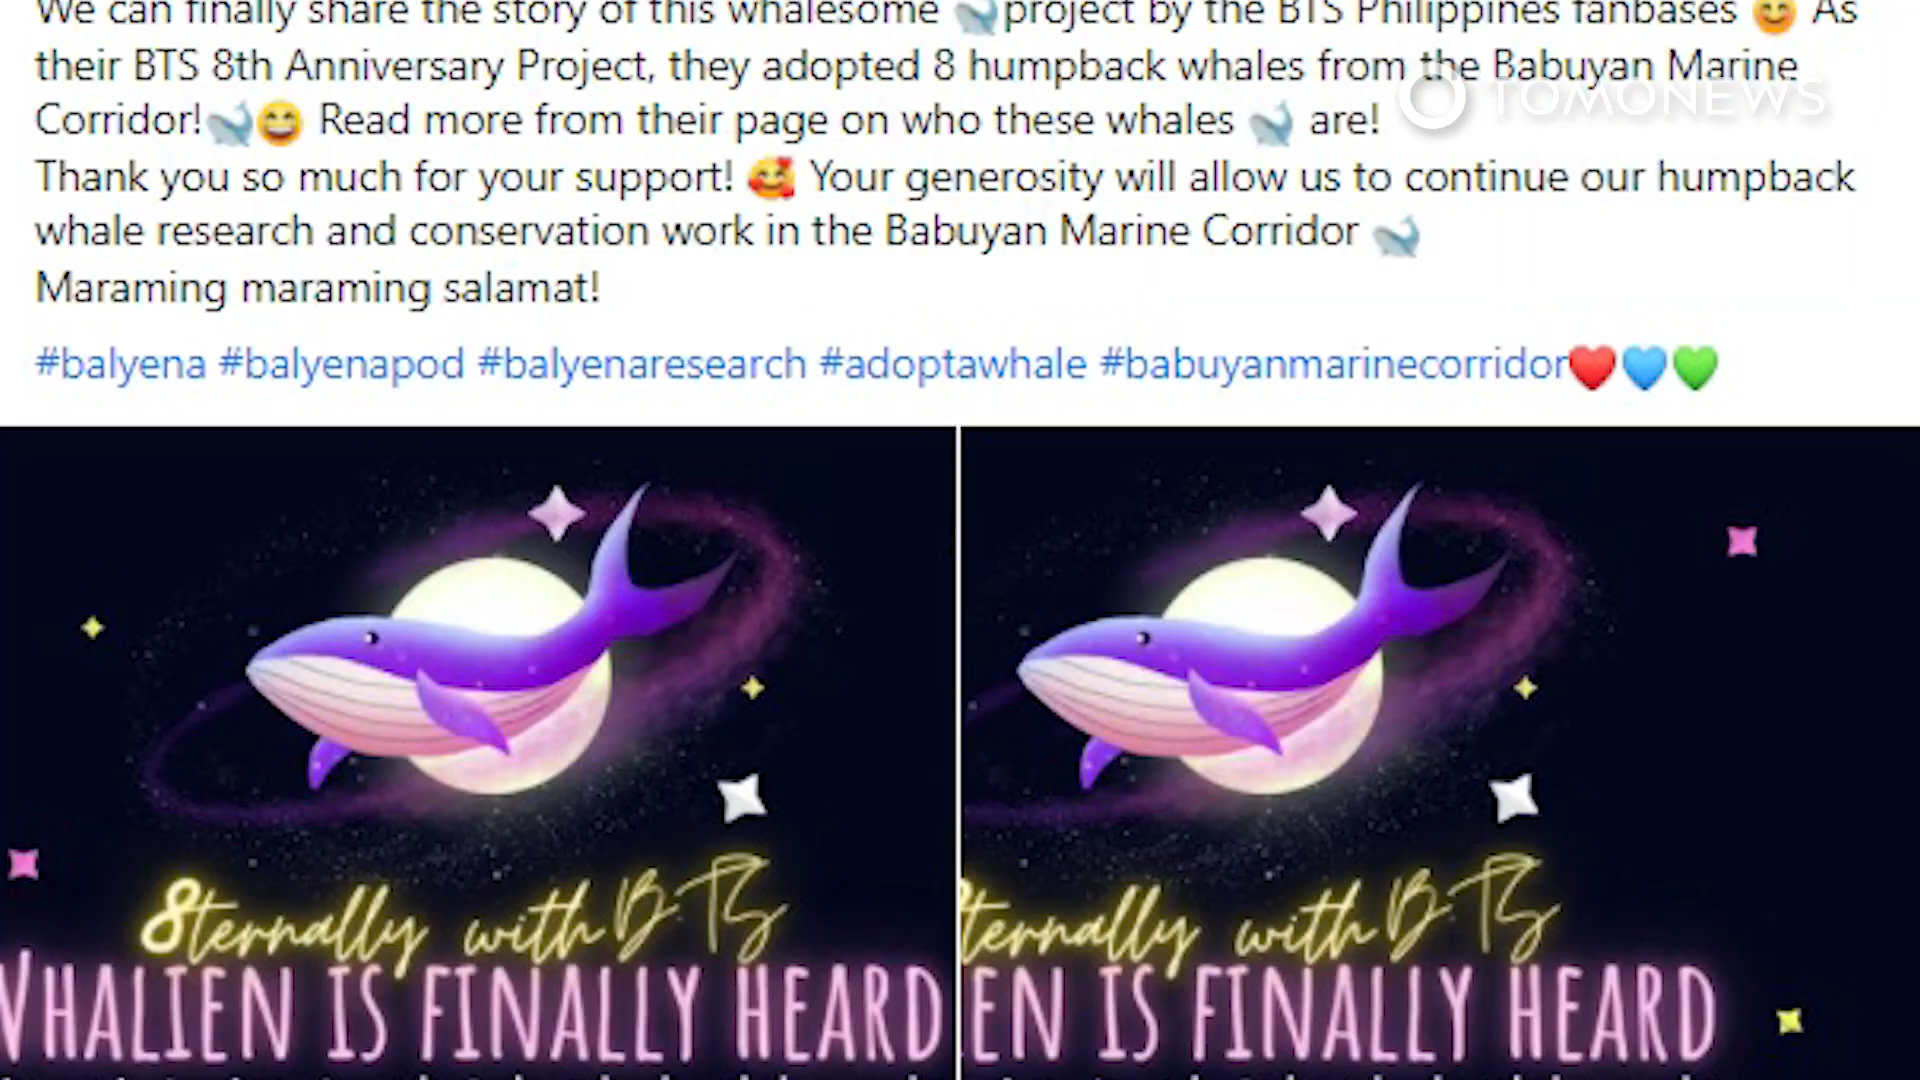 We can finally share the story of this whalesome 🐋project by the BTS Philippines fanbases 😊 As
their BTS 8th Anniversary Project, they adopted 8 humpback whales from the Babuyan Marine
TOMONEWS
Corridor!🐋😄 Read more from their page on who these whales 🐋 are!
Thank you so much for your support! 🥰 Your generosity will allow us to continue our humpback
whale research and conservation work in the Babuyan Marine Corridor 🐋
Maraming maraming salamat!
#balyena #balyenapod #balyenaresearch #adoptawhale #babuyanmarinecorridor❤️💙💚
8ternally with BTS
WHALIEN IS FINALLY HEARD
ternally with BTS
EN IS FINALLY HEARD